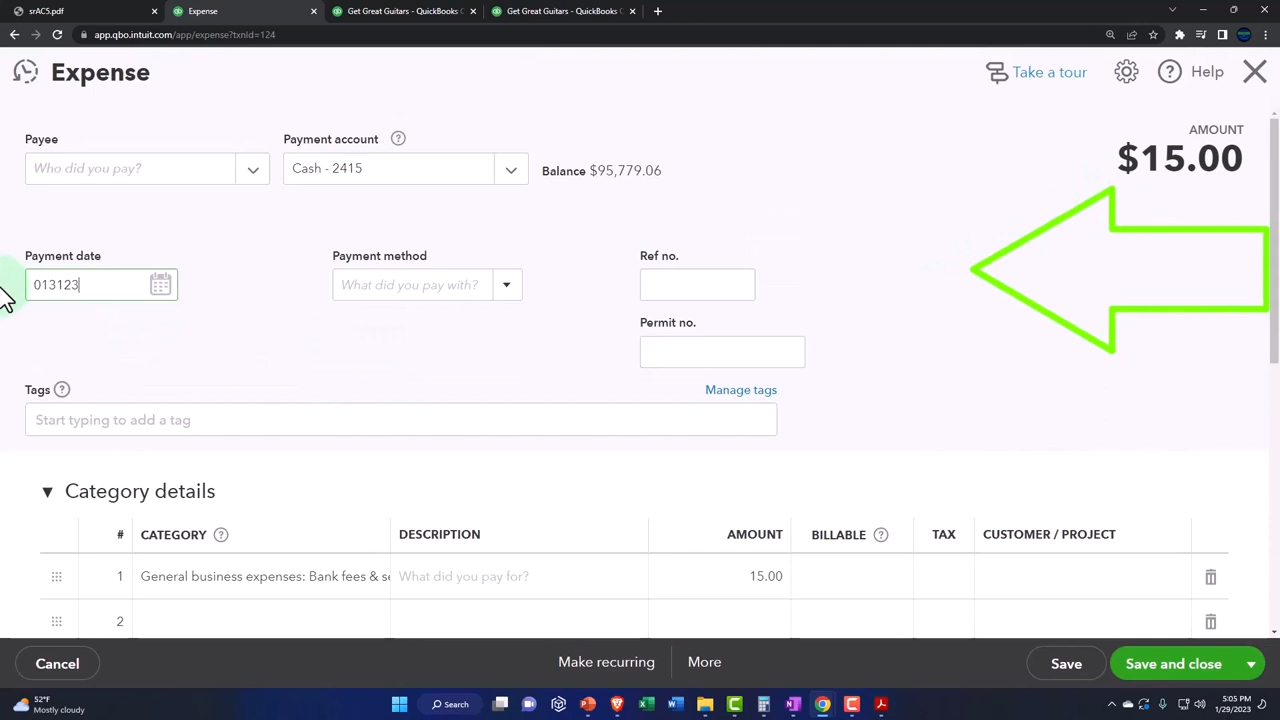 srACS.pdf
Expense
Get Great Guitars - QuickBooks C
Get Great Guitars - QuickBooks C
app.qbo.intuit.com/app/expense?txnId=124
Expense
Take a tour
Help
Payee
Payment account
AMOUNT
$15.00
Who did you pay?
Cash - 2415
Balance $95,779.06
Payment date
Payment method
Ref no.
013123
What did you pay with?
Permit no.
Tags
Manage tags
Start typing to add a tag
Category details
# CATEGORY DESCRIPTION AMOUNT BILLABLE TAX CUSTOMER / PROJECT
1 General business expenses: Bank fees & se What did you pay for? 15.00
2
Cancel
Make recurring
More
Save
Save and close
52°F
Mostly cloudy
Search
5:05 PM
1/29/2023